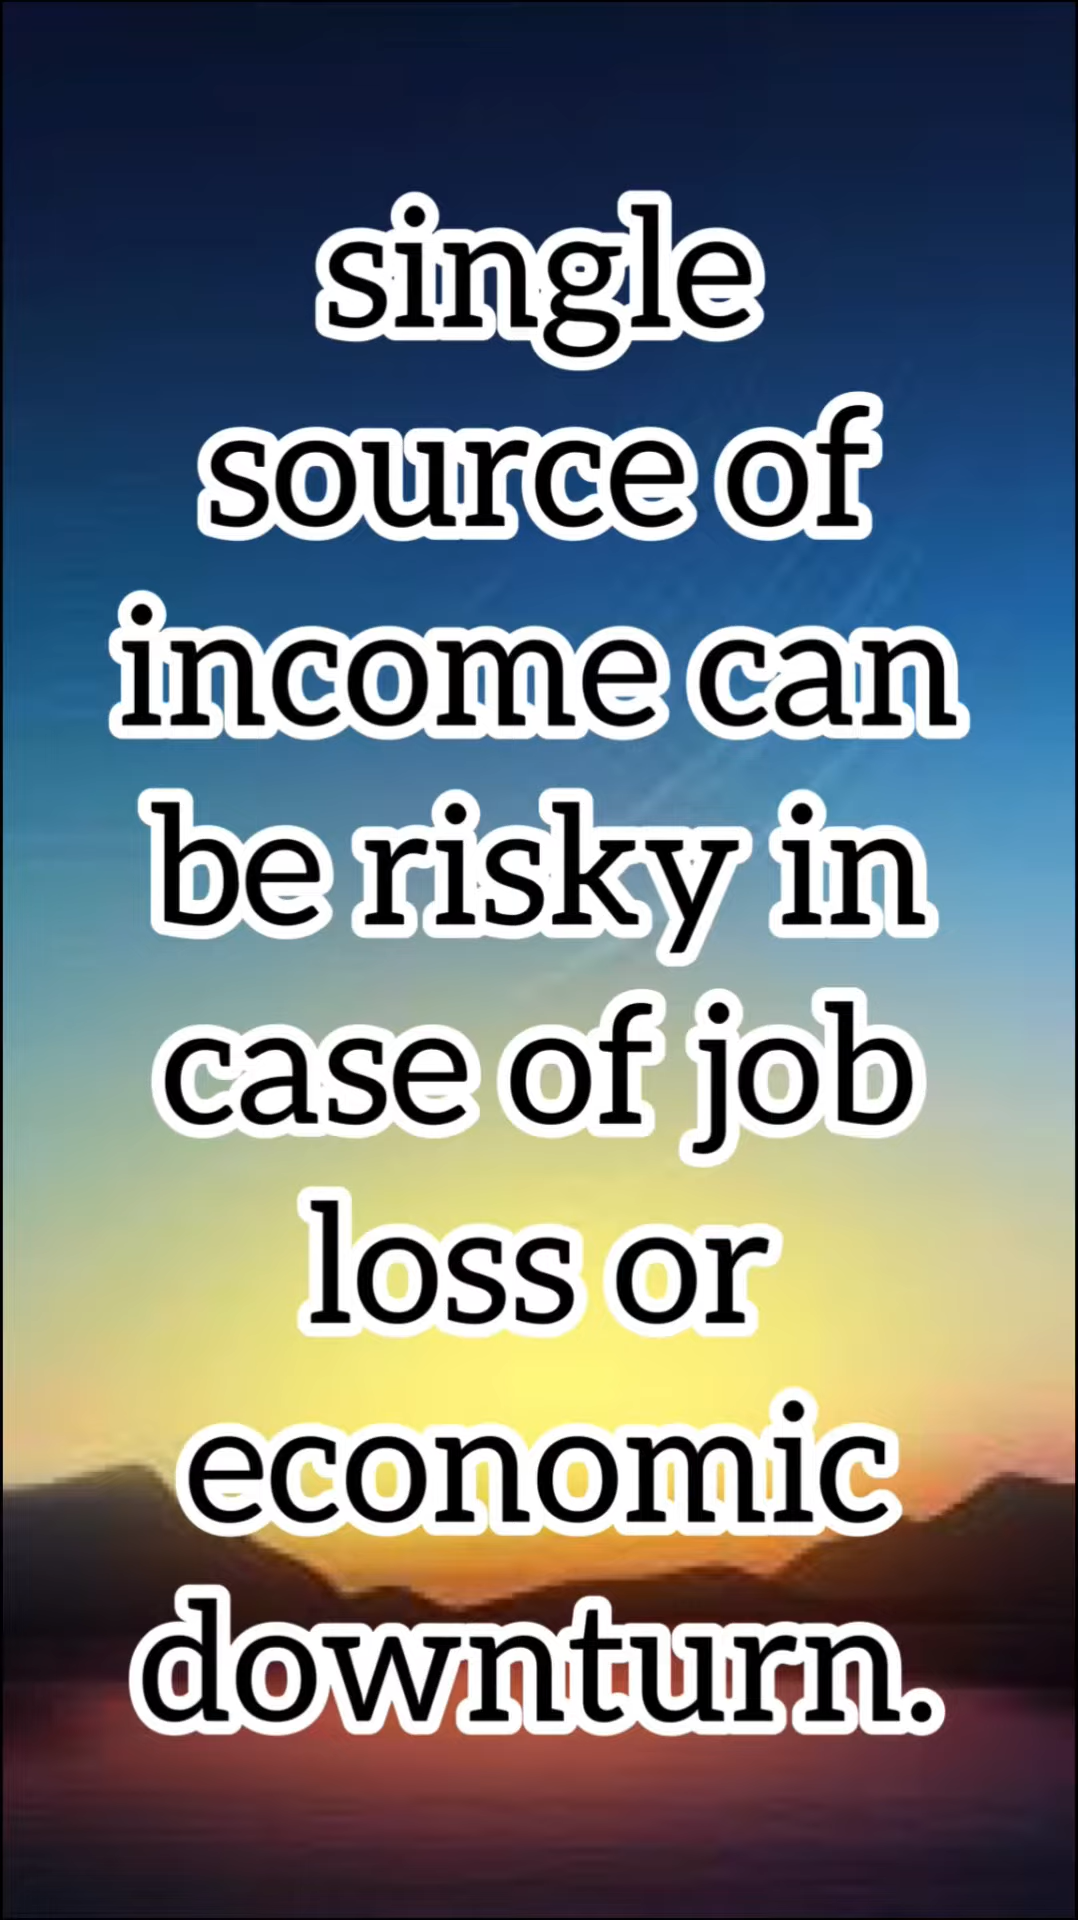 single
source of
income can
be risky in
case of job
loss or
economic
downturn.